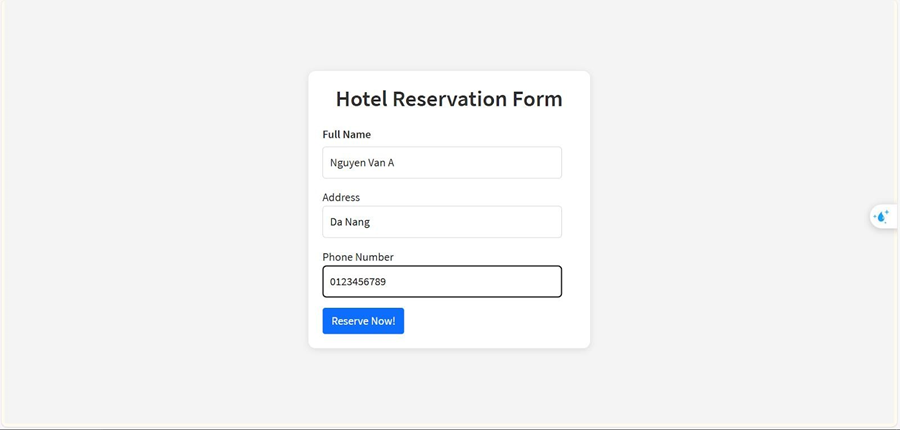 Hotel Reservation Form
Full Name
Nguyen Van A
Address
Da Nang
Phone Number
0123456789
Reserve Now!